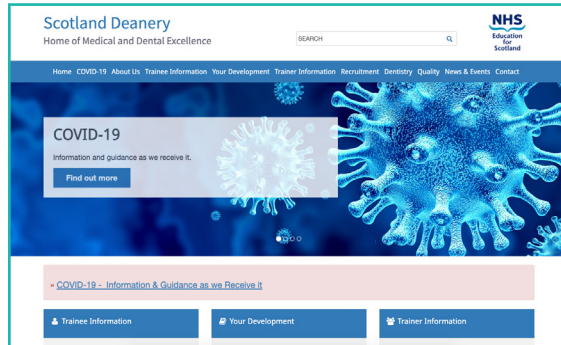 Scotland Deanery
Home of Medical and Dental Excellence
SEARCH
NHS
Education
for
Scotland
Home COVID-19 About Us Trainee Information Your Development Trainer Information Recruitment Dentistry Quality News & Events Contact
COVID-19
Information and guidance as we receive it.
Find out more
» COVID-19 - Information & Guidance as we Receive it
Trainee Information
Your Development
Trainer Information